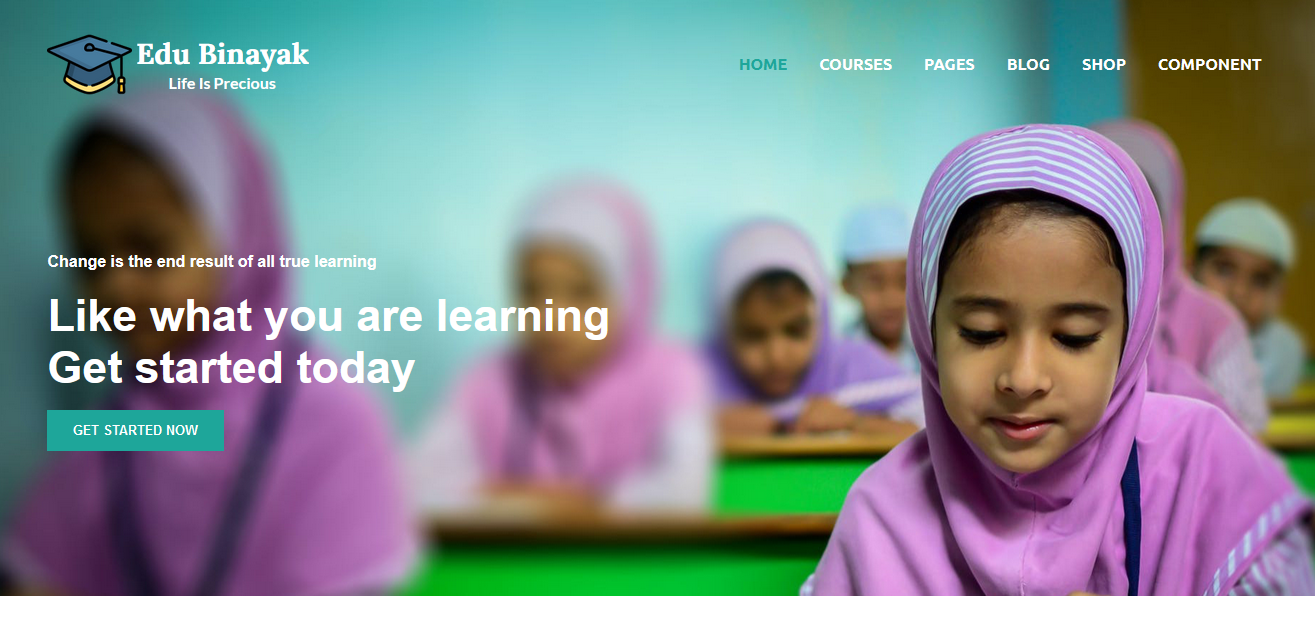 Edu Binayak
Life Is Precious
HOME COURSES PAGES BLOG SHOP COMPONENT
Change is the end result of all true learning
Like what you are learning
Get started today
GET STARTED NOW